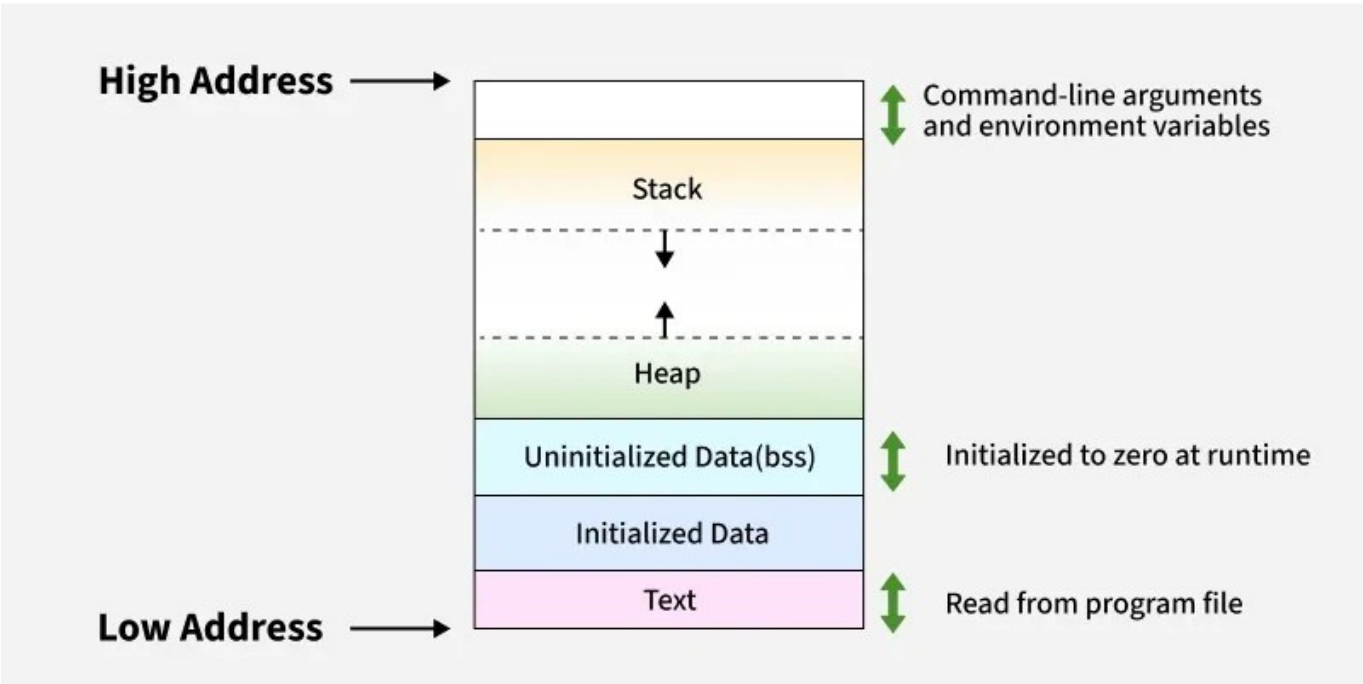 High Address
Command-line arguments
and environment variables
Stack
Heap
Uninitialized Data(bss)
Initialized to zero at runtime
Initialized Data
Text
Read from program file
Low Address